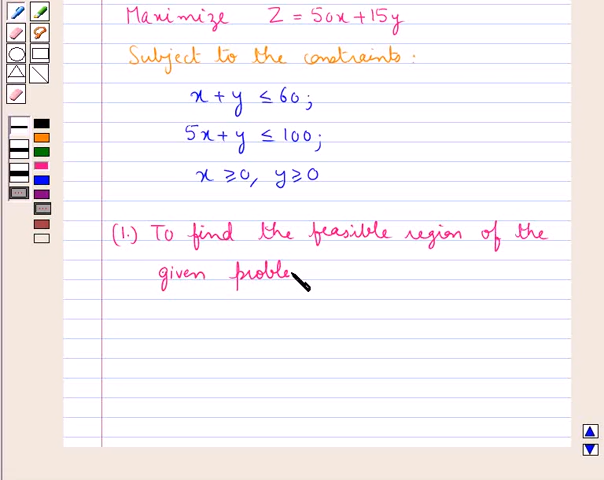 Maximize Z = 50x + 15y
Subject to the constraints:
x + y ≤ 60;
5x + y ≤ 100;
x ≥ 0, y ≥ 0
(1.) To find the feasible region of the
given proble